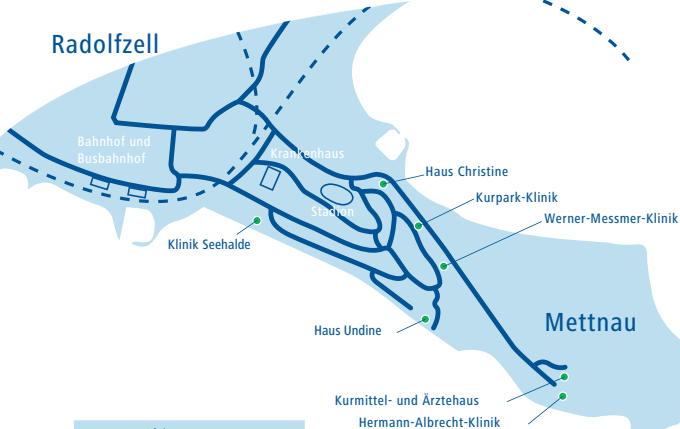 Radolfzell
Bahnhof und
Busbahnhof
Krankenhaus
Haus Christine
Kurpark-Klinik
Stadion
Werner-Messmer-Klinik
Klinik Seehalde
Haus Undine
Mettnau
Kurmittel- und Ärztehaus
Hermann-Albrecht-Klinik